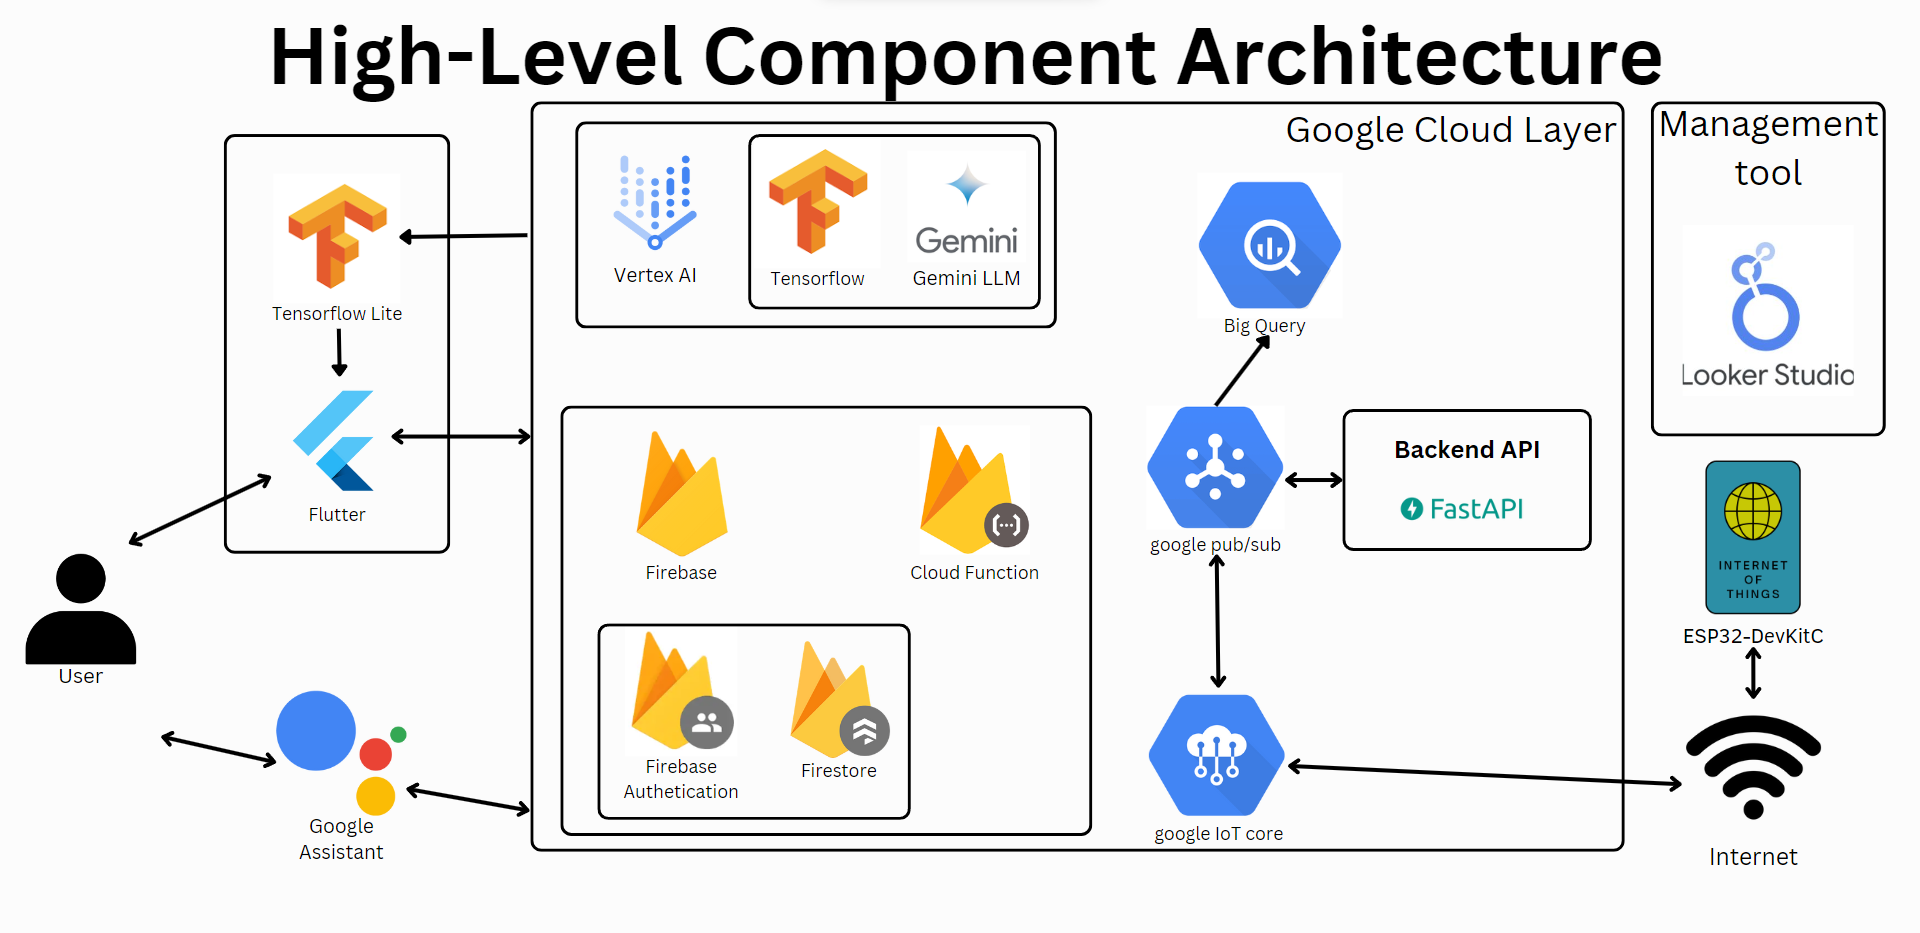 High-Level Component Architecture
Google Cloud Layer
Management
tool
Vertex AI
Tensorflow
Gemini
Gemini LLM
Tensorflow Lite
Big Query
Looker Studio
Flutter
Firebase
Cloud Function
google pub/sub
Backend API
FastAPI
INTERNET
OF
THINGS
ESP32-DevKitC
User
Firebase
Authetication
Firestore
Google
Assistant
google IoT core
Internet